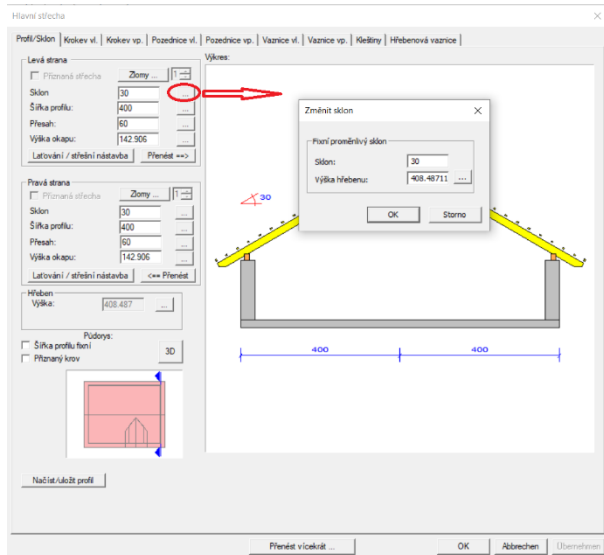 Hlavní střecha
Profil/Sklon Krokev vl. Krokev vp. Pozednice vl. Pozednice vp. Vaznice vl. Vaznice vp. Kleštiny Hřebenová vaznice
Levá strana
Přiznaná střecha Zlomy ... 1
Sklon 30 ...
Šířka profilu: 400 ...
Přesah: 60 ...
Výška okapu: 142.906 ...
Laťování / střešní nástavba Přenést ==>
Pravá strana
Přiznaná střecha Zlomy ... 1
Sklon 30 ...
Šířka profilu: 400 ...
Přesah: 60 ...
Výška okapu: 142.906 ...
Laťování / střešní nástavba <== Přenést
Hřeben
Výška: 408.487 ...
Půdorys:
Šířka profilu fixní
Přiznaný krov
3D
Načíst/uložit profil
Výkres:
Změnit sklon
Fixní proměnlivý sklon
Sklon: 30
Výška hřebenu: 408.48711 ...
OK Storno
30
400 400
Přenést vícekrát ... OK Abbrechen Übernehmen